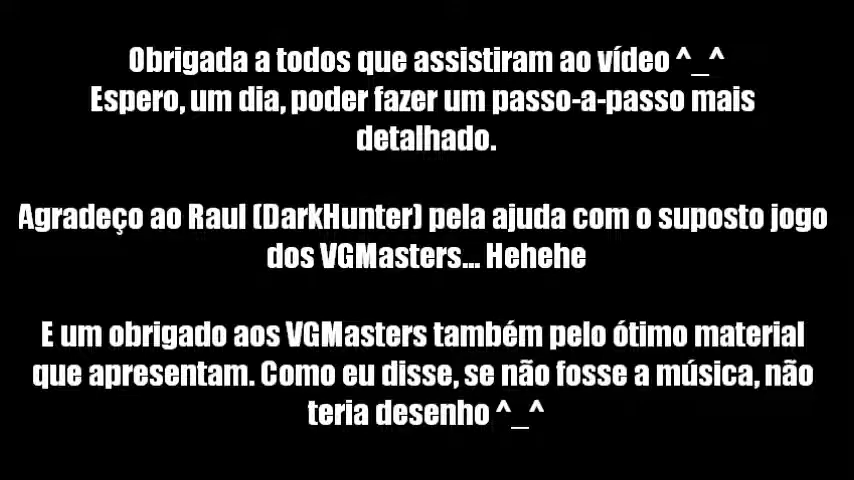 Obrigada a todos que assistiram ao vídeo ^_^
Espero, um dia, poder fazer um passo-a-passo mais
detalhado.
Agradeço ao Raul (DarkHunter) pela ajuda com o suposto jogo
dos VGMasters... Hehehe
E um obrigado aos VGMasters também pelo ótimo material
que apresentam. Como eu disse, se não fosse a música, não
teria desenho ^_^